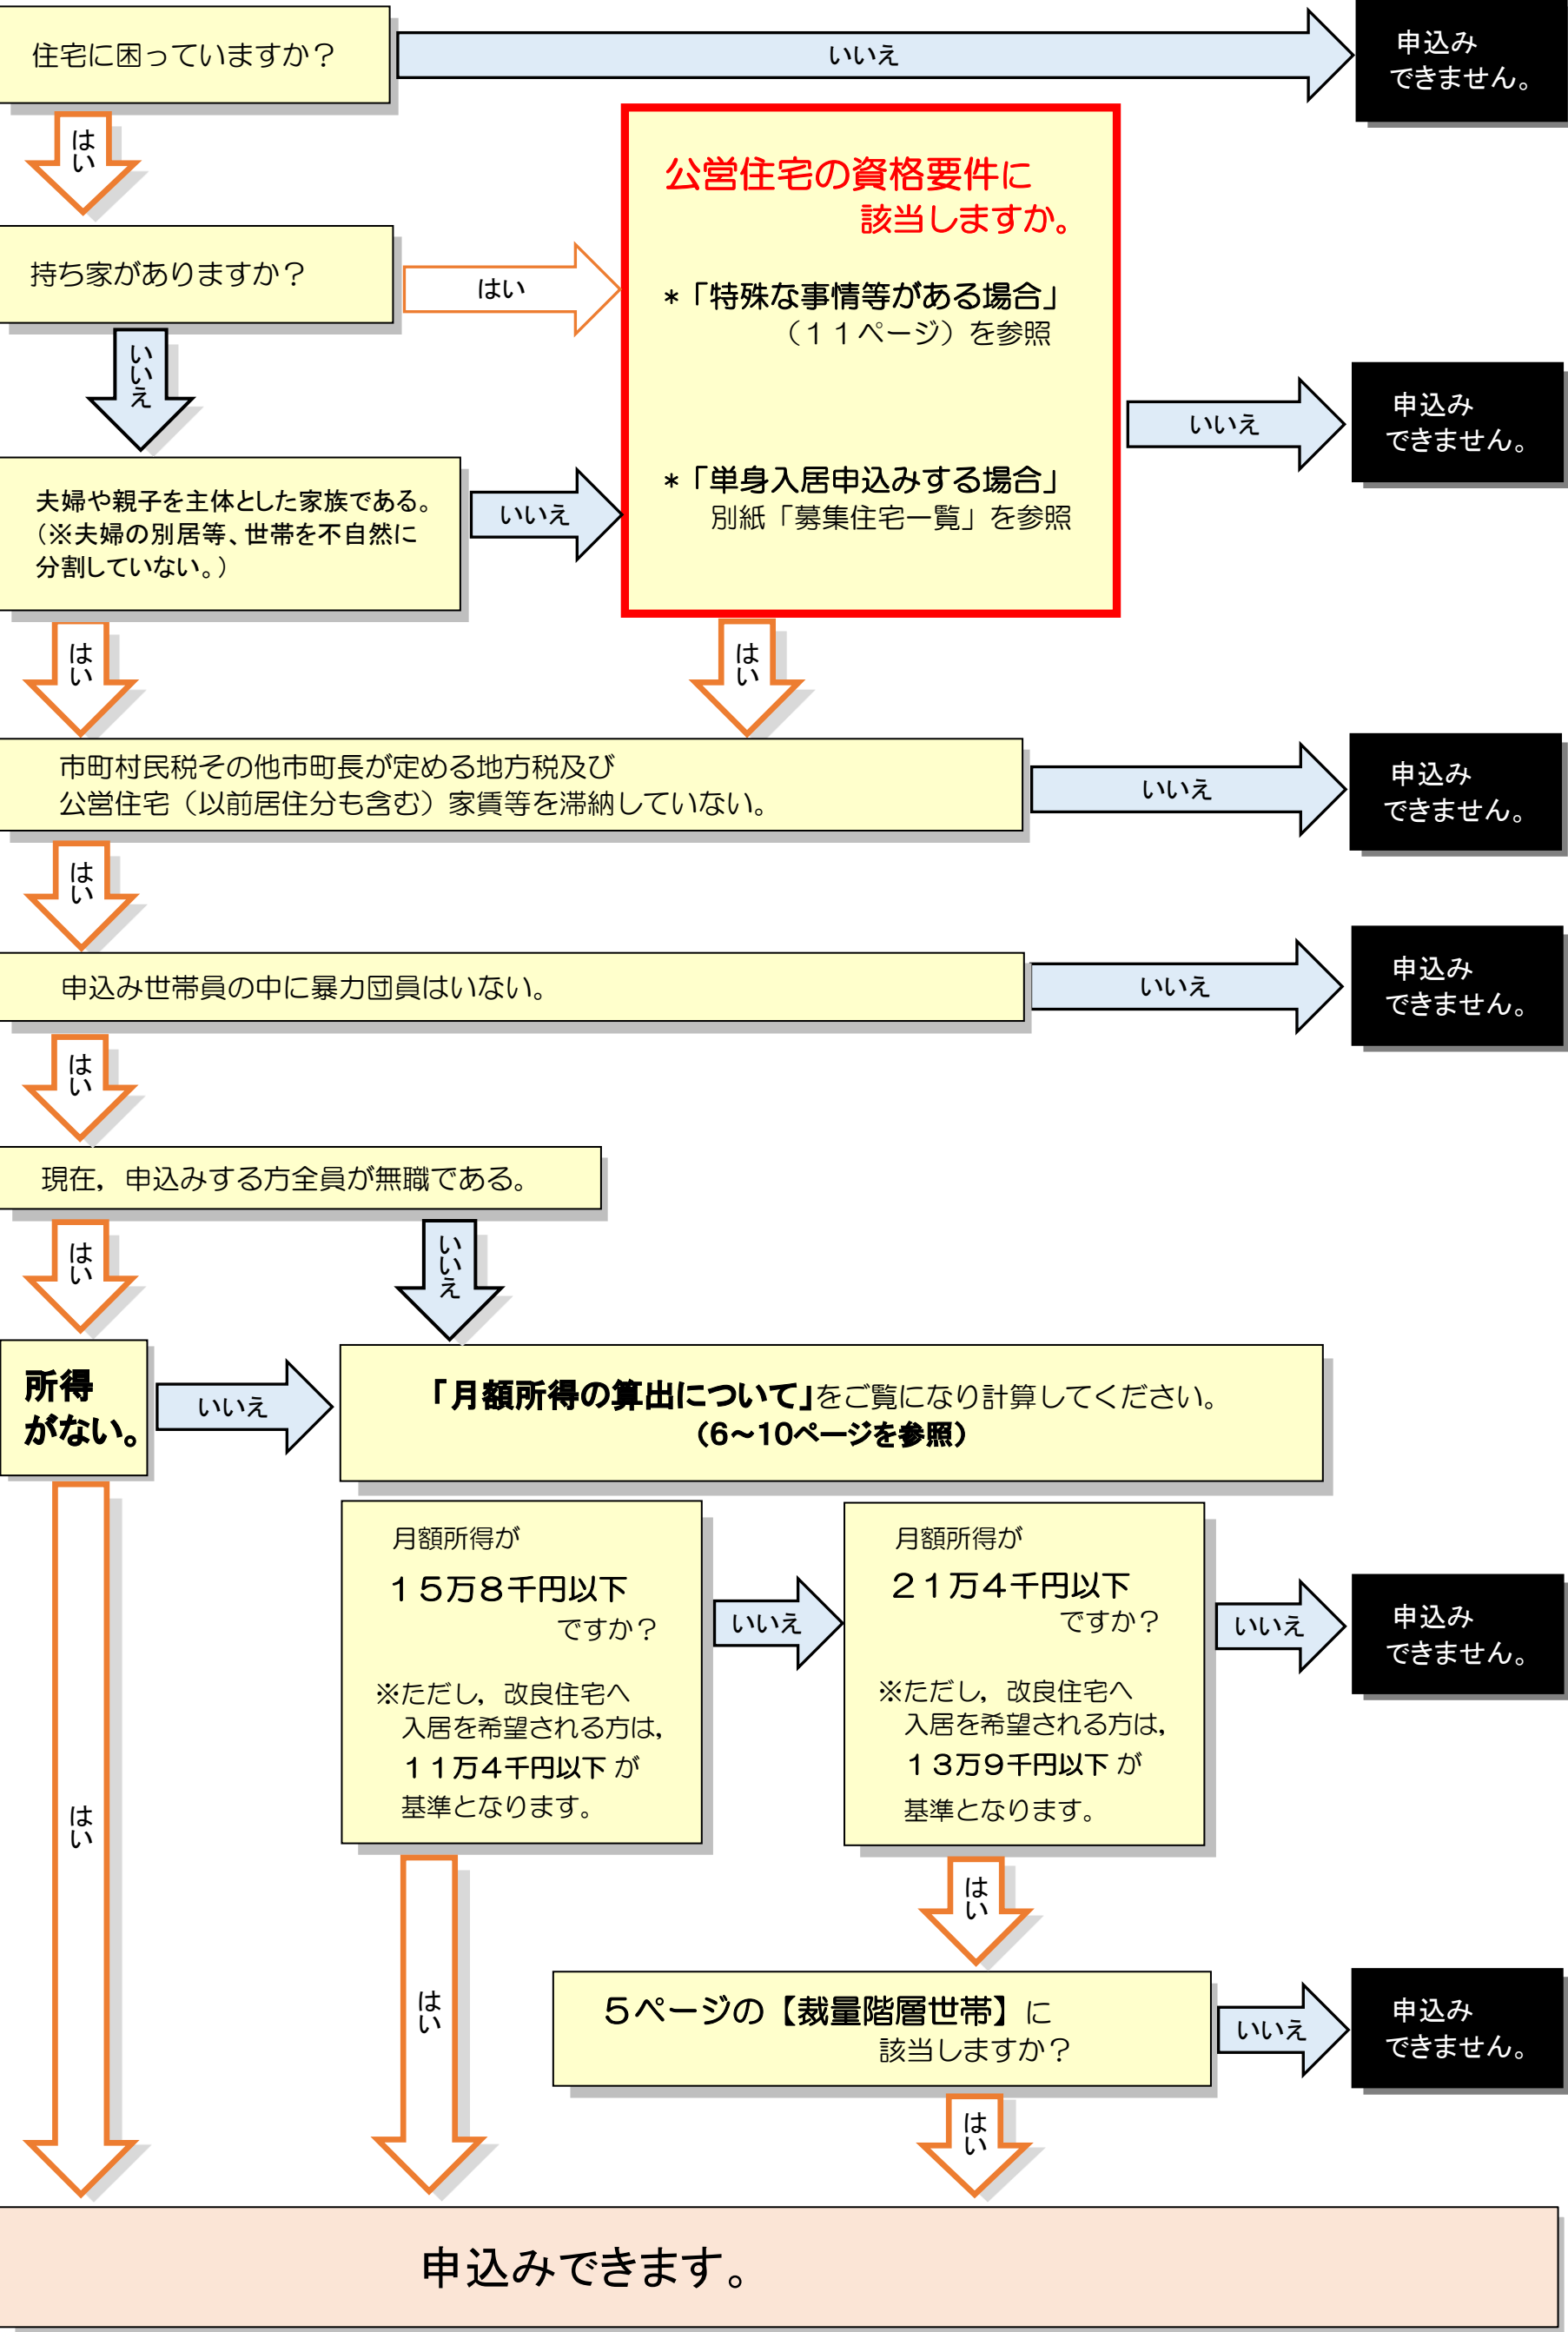 住宅に困っていますか？
いいえ
申込み
できません。
はい
公営住宅の資格要件に
該当しますか。
持ち家がありますか？
はい
＊「特殊な事情等がある場合」
（１１ページ）を参照
いいえ
いいえ
申込み
できません。
＊「単身入居申込みする場合」
別紙「募集住宅一覧」を参照
夫婦や親子を主体とした家族である。
（※夫婦の別居等、世帯を不自然に
分割していない。）
いいえ
はい
はい
市町村民税その他市町長が定める地方税及び
公営住宅（以前居住分も含む）家賃等を滞納していない。
いいえ
申込み
できません。
はい
申込み世帯員の中に暴力団員はいない。
いいえ
申込み
できません。
はい
現在，申込みする方全員が無職である。
はい
いいえ
所得
がない。
いいえ
「月額所得の算出について」をご覧になり計算してください。
（6～10ページを参照）
月額所得が
１５万８千円以下
ですか？
※ただし，改良住宅へ
入居を希望される方は，
１１万４千円以下 が
基準となります。
いいえ
月額所得が
２１万４千円以下
ですか？
※ただし，改良住宅へ
入居を希望される方は，
１３万９千円以下 が
基準となります。
いいえ
申込み
できません。
はい
はい
はい
５ページの【裁量階層世帯】に
該当しますか？
いいえ
申込み
できません。
はい
申込みできます。